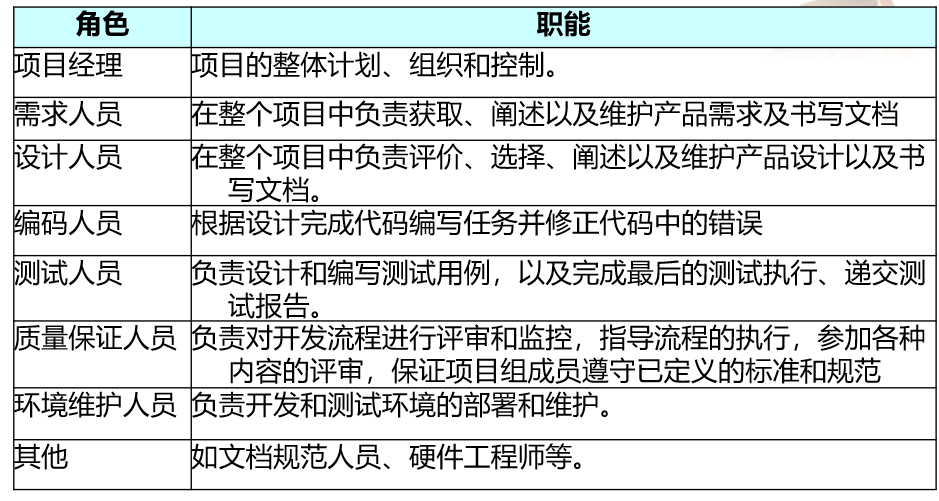 角色 职能
项目经理 项目的整体计划、组织和控制。
需求人员 在整个项目中负责获取、阐述以及维护产品需求及书写文档
设计人员 在整个项目中负责评价、选择、阐述以及维护产品设计以及书
写文档。
编码人员 根据设计完成代码编写任务并修正代码中的错误
测试人员 负责设计和编写测试用例，以及完成最后的测试执行、递交测
试报告。
质量保证人员 负责对开发流程进行评审和监控，指导流程的执行，参加各种
内容的评审，保证项目组成员遵守已定义的标准和规范
环境维护人员 负责开发和测试环境的部署和维护。
其他 如文档规范人员、硬件工程师等。